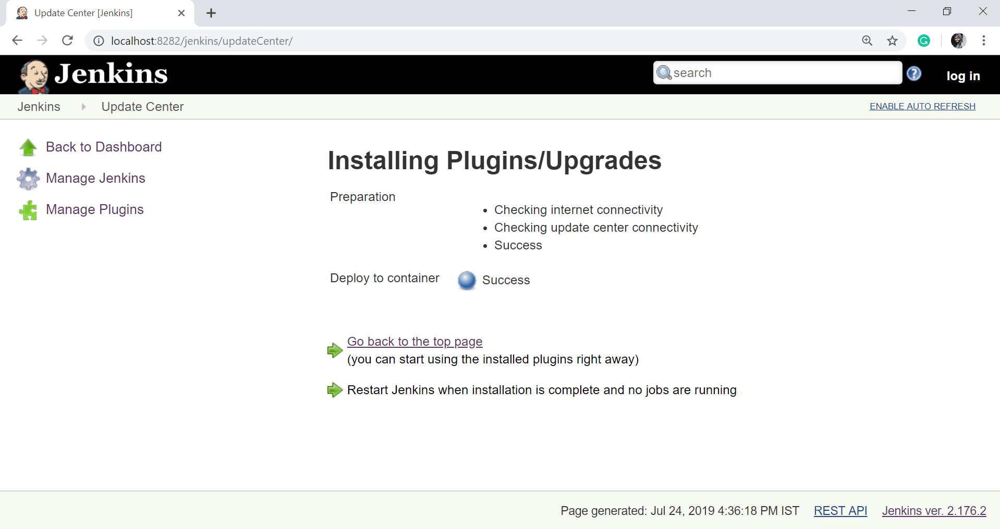 Update Center [Jenkins]
localhost:8282/jenkins/updateCenter/
Jenkins
search
log in
Jenkins
Update Center
ENABLE AUTO REFRESH
Back to Dashboard
Manage Jenkins
Manage Plugins
Installing Plugins/Upgrades
Preparation
Checking internet connectivity
Checking update center connectivity
Success
Deploy to container
Success
Go back to the top page
(you can start using the installed plugins right away)
Restart Jenkins when installation is complete and no jobs are running
Page generated: Jul 24, 2019 4:36:18 PM IST
REST API
Jenkins ver. 2.176.2